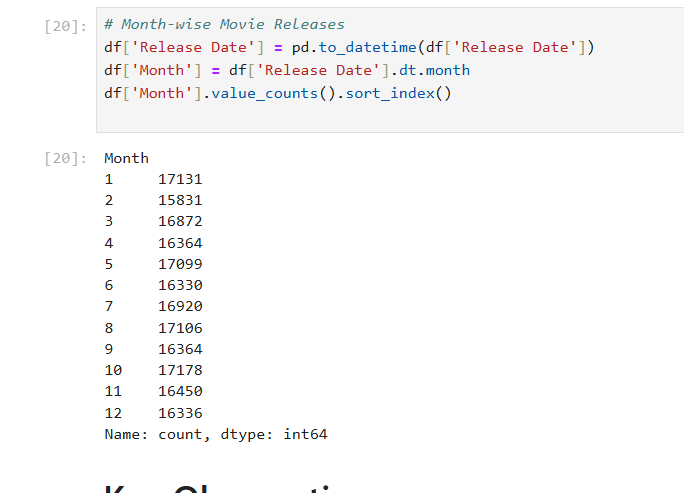 [20]: # Month-wise Movie Releases
df['Release Date'] = pd.to_datetime(df['Release Date'])
df['Month'] = df['Release Date'].dt.month
df['Month'].value_counts().sort_index()
[20]: Month
1     17131
2     15831
3     16872
4     16364
5     17099
6     16330
7     16920
8     17106
9     16364
10    17178
11    16450
12    16336
Name: count, dtype: int64